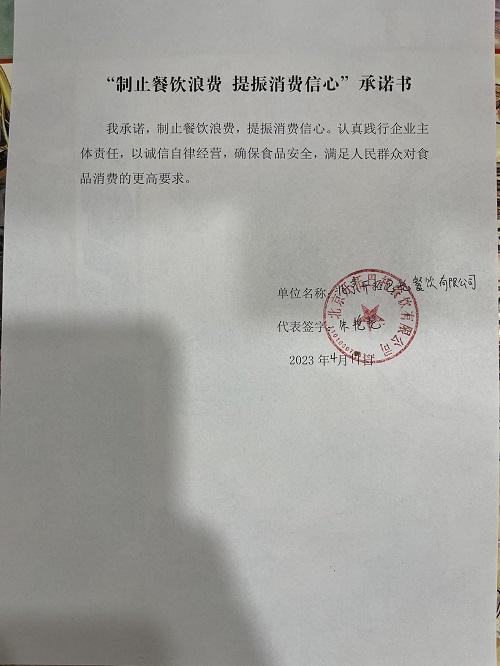 “制止餐饮浪费 提振消费信心”承诺书
我承诺，制止餐饮浪费，提振消费信心。认真践行企业主
体责任，以诚信自律经营，确保食品安全，满足人民群众对食
品消费的更高要求。
单位名称 餐饮有限公司
代表签字
2023 年4月11日